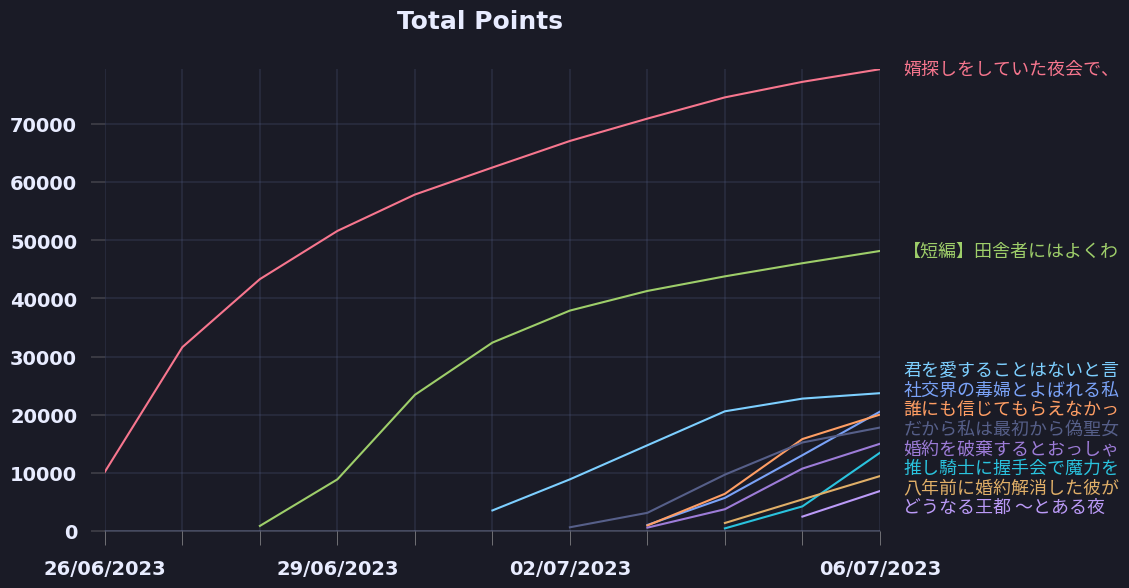 Total Points
婿探しをしていた夜会で、
70000
60000
50000
【短編】田舎者にはよくわ
40000
30000
君を愛することはないと言
社交界の毒婦とよばれる私
20000
誰にも信じてもらえなかっ
だから私は最初から偽聖女
婚約を破棄するとおっしゃ
10000
推し騎士に握手会で魔力を
八年前に婚約解消した彼が
どうなる王都 〜とある夜
0
26/06/2023
29/06/2023
02/07/2023
06/07/2023